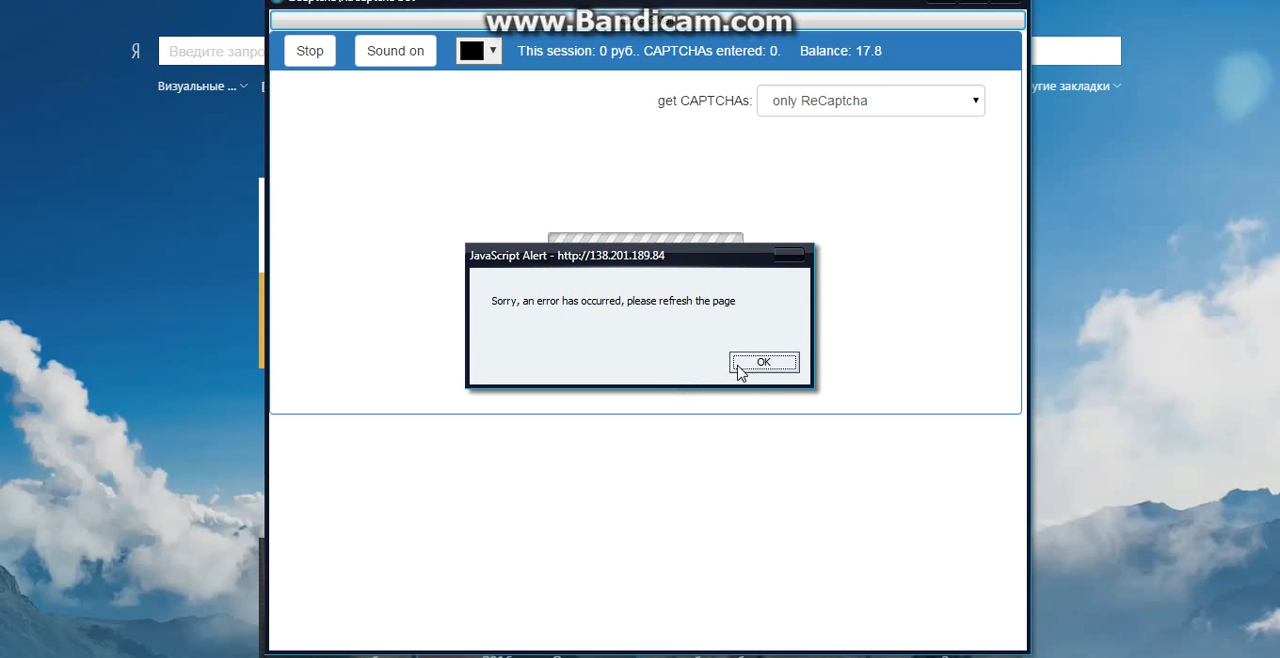 www.Bandicam.com
Я
Введите запро
Stop
Sound on
This session: 0 руб.. CAPTCHAs entered: 0.
Balance: 17.8
Визуальные ...
угие закладки
get CAPTCHAs:
only ReCaptcha
JavaScript Alert - http://138.201.189.84
Sorry, an error has occurred, please refresh the page
OK